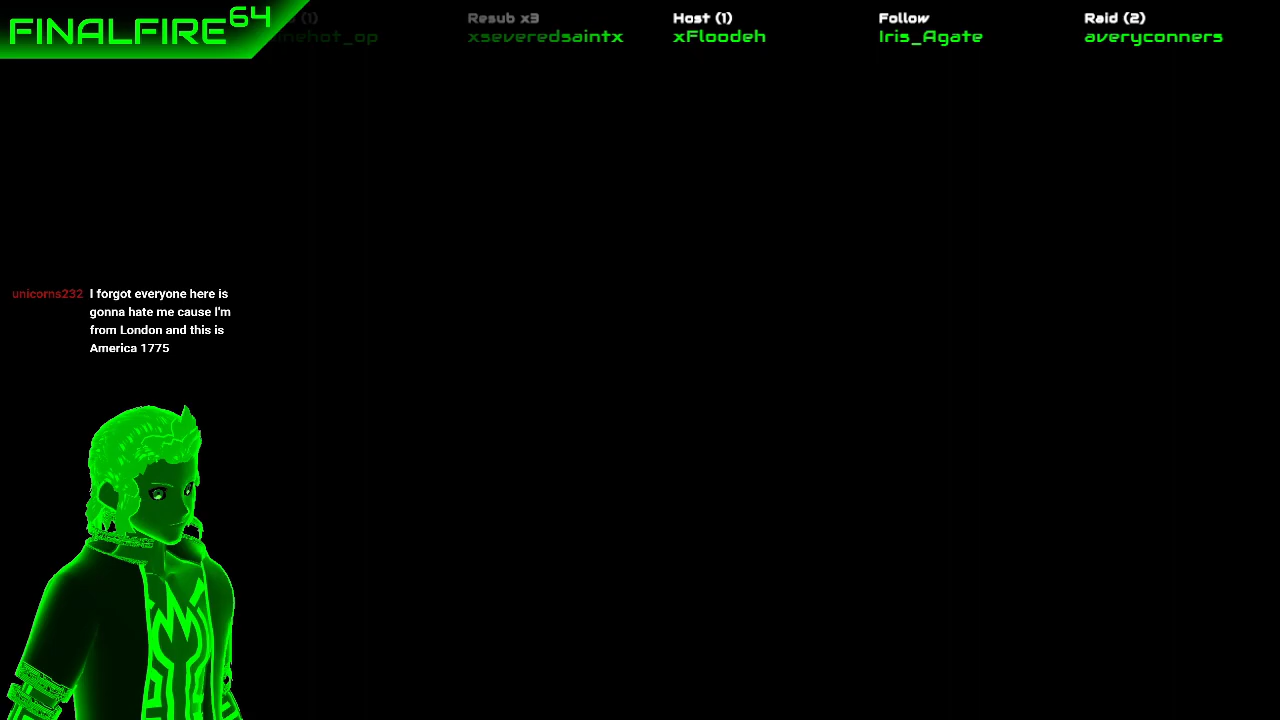 FINALFIRE64
(1)
Resub x3
xseveredsaintx
Host (1)
xFloodeh
Follow
Iris_Agate
Raid (2)
averyconners
unicorns232 I forgot everyone here is
gonna hate me cause I'm
from London and this is
America 1775